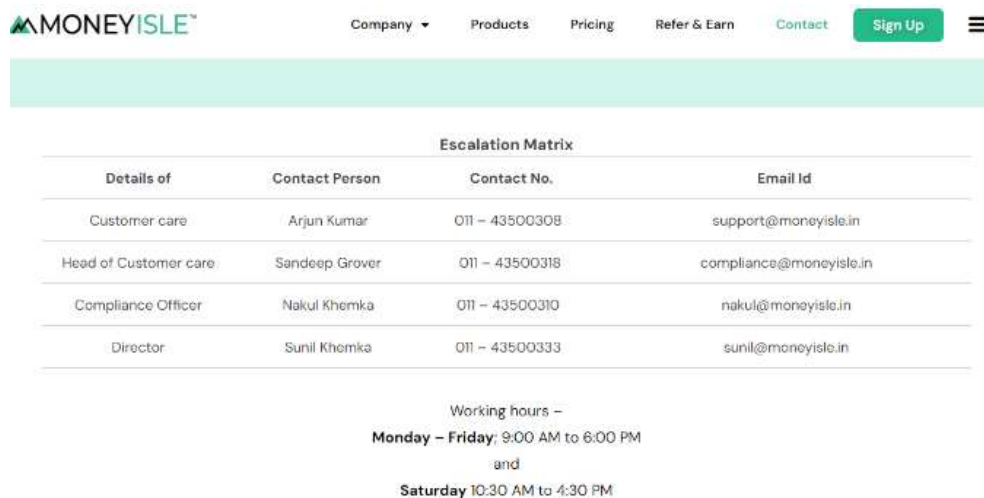 MONEYISLE™ Company Products Pricing Refer & Earn Contact Sign Up
Escalation Matrix
Details of Contact Person Contact No. Email Id
Customer care Arjun Kumar 011 – 43500308 support@moneyisle.in
Head of Customer care Sandeep Grover 011 – 43500318 compliance@moneyisle.in
Compliance Officer Nakul Khemka 011 – 43500310 nakul@moneyisle.in
Director Sunil Khemka 011 – 43500333 sunil@moneyisle.in
Working hours –
Monday – Friday; 9:00 AM to 6:00 PM
and
Saturday 10:30 AM to 4:30 PM